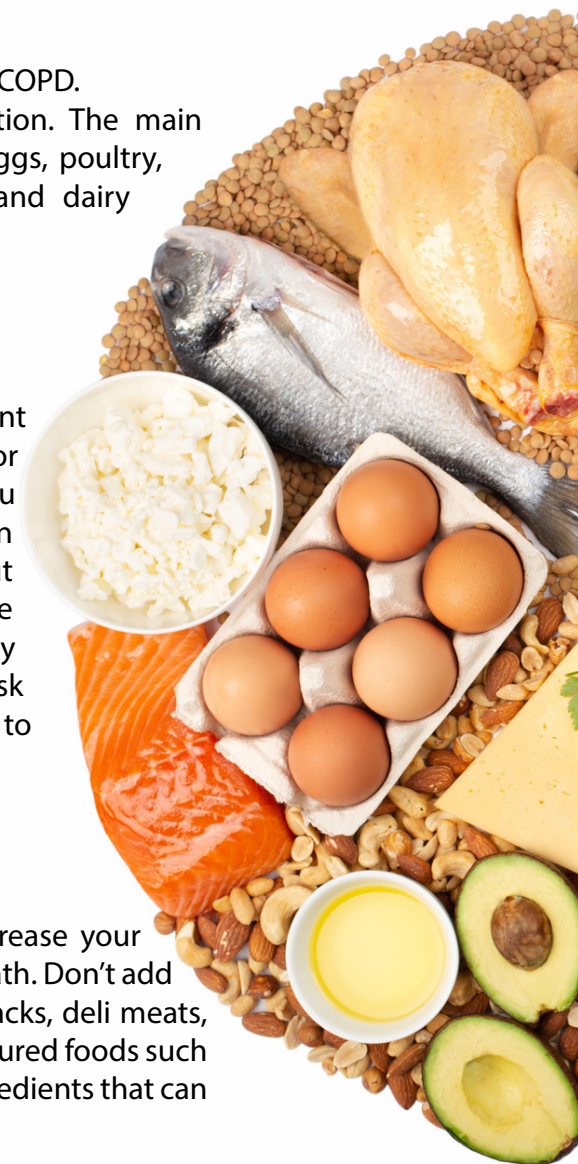 COPD.
tion. The main
ggs, poultry,
and dairy
nt
or
u
n
t
e
y
sk
to
rease your
ath. Don’t add
acks, deli meats,
ured foods such
edients that can